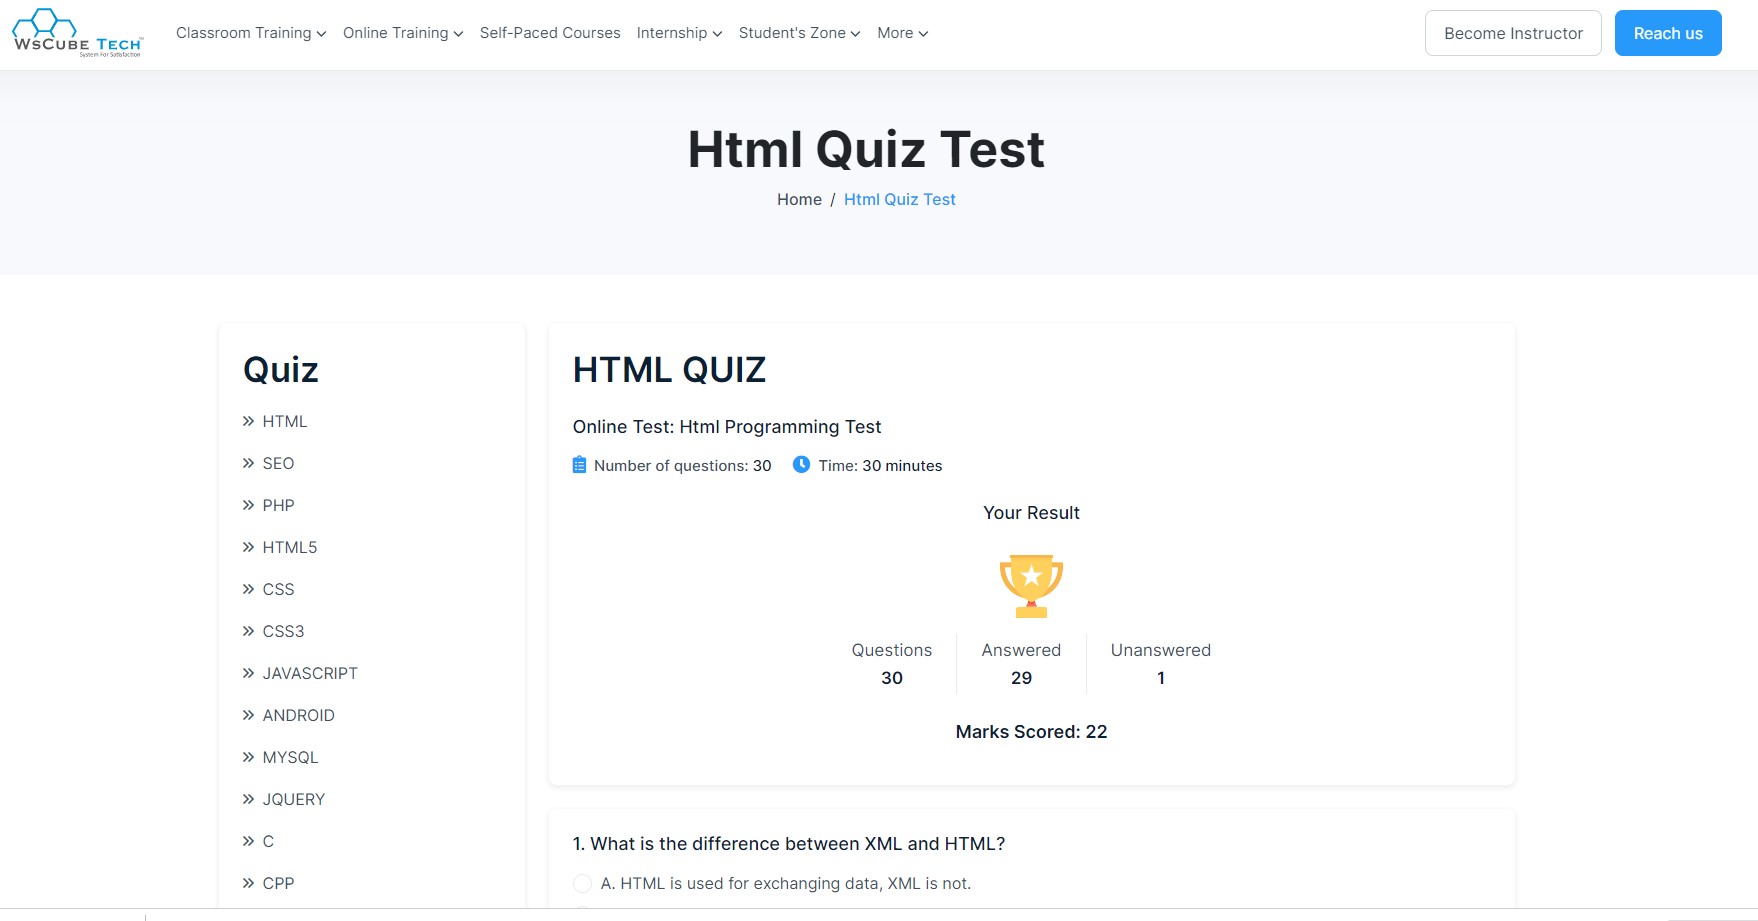 WsCube Tech
System For Satisfaction
Classroom Training Online Training Self-Paced Courses Internship Student's Zone More
Become Instructor Reach us
Html Quiz Test
Home / Html Quiz Test
Quiz
HTML
SEO
PHP
HTML5
CSS
CSS3
JAVASCRIPT
ANDROID
MYSQL
JQUERY
C
CPP
HTML QUIZ
Online Test: Html Programming Test
Number of questions: 30 Time: 30 minutes
Your Result
Questions Answered Unanswered
30 29 1
Marks Scored: 22
1. What is the difference between XML and HTML?
A. HTML is used for exchanging data, XML is not.